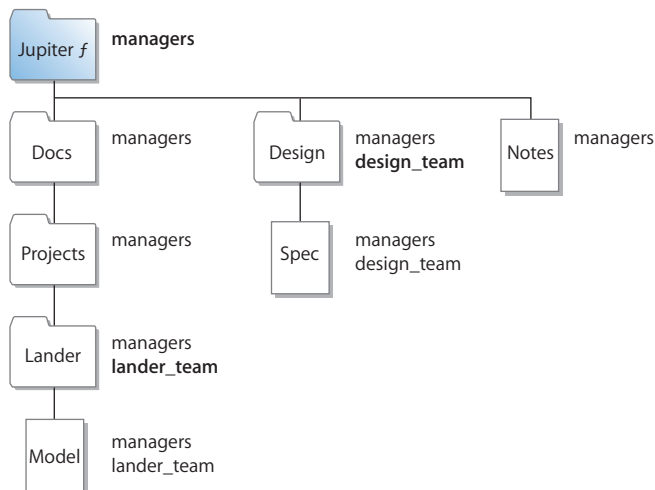 Jupiter ƒ
managers
Docs
managers
Design
managers
design_team
Notes
managers
Projects
managers
Spec
managers
design_team
Lander
managers
lander_team
Model
managers
lander_team